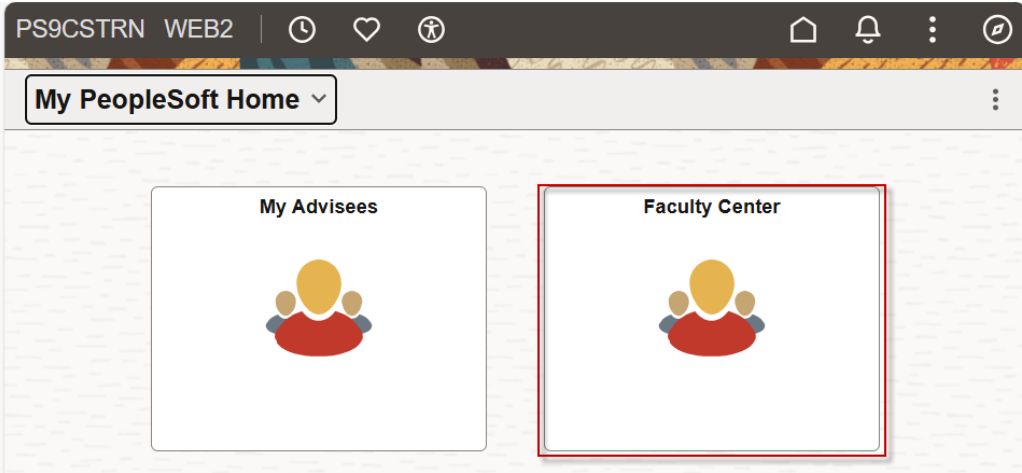 PS9CSTRN WEB2
My PeopleSoft Home
My Advisees
Faculty Center